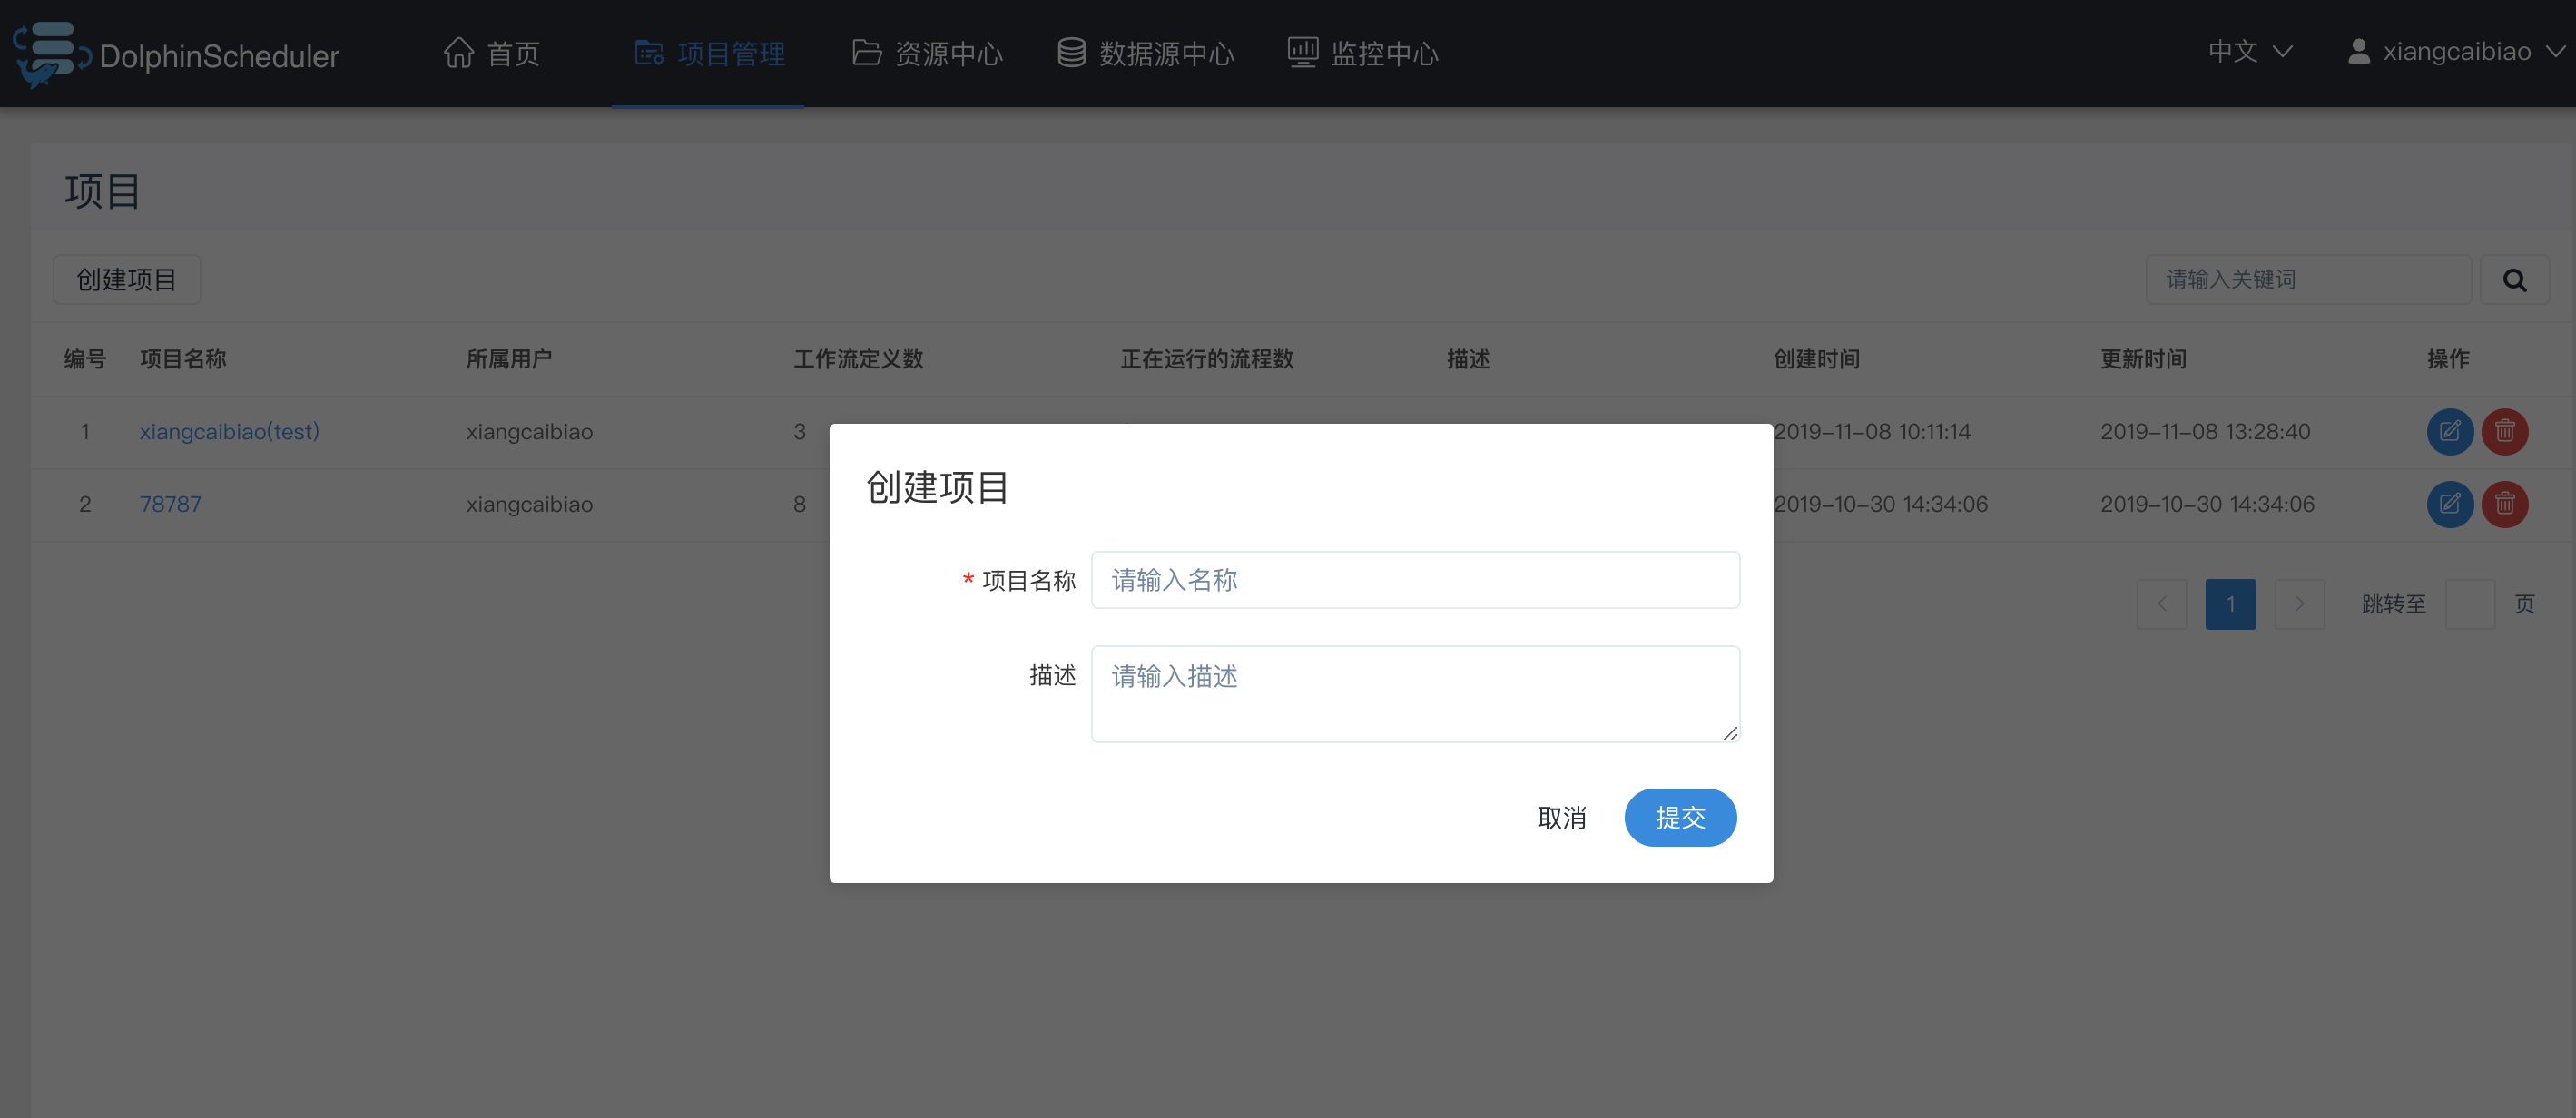 DolphinScheduler 首页 项目管理 资源中心 数据源中心 监控中心 中文 xiangcaibiao
项目
创建项目 请输入关键词
编号 项目名称 所属用户 工作流定义数 正在运行的流程数 描述 创建时间 更新时间 操作
1 xiangcaibiao(test) xiangcaibiao 3 2019-11-08 10:11:14 2019-11-08 13:28:40
2 78787 xiangcaibiao 8 2019-10-30 14:34:06 2019-10-30 14:34:06
1 跳转至 页
创建项目
* 项目名称 请输入名称
描述 请输入描述
取消 提交